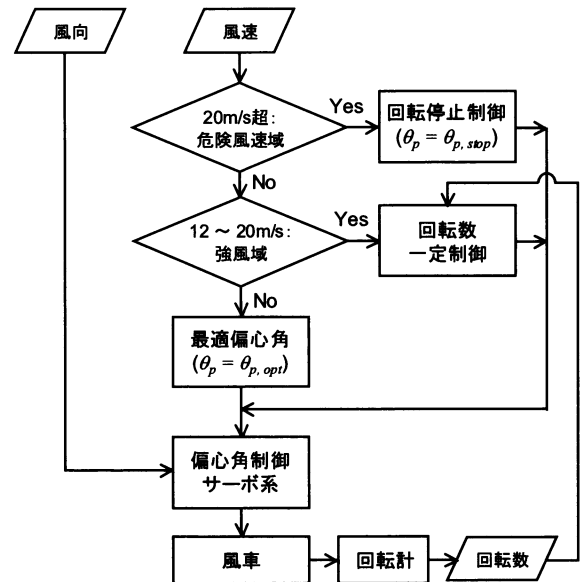 風向
風速
20m/s超：
危険風速域
Yes
回転停止制御
(θp = θp, stop)
No
12 ～ 20m/s：
強風域
Yes
回転数
一定制御
No
最適偏心角
(θp = θp, opt)
偏心角制御
サーボ系
風車
回転計
回転数